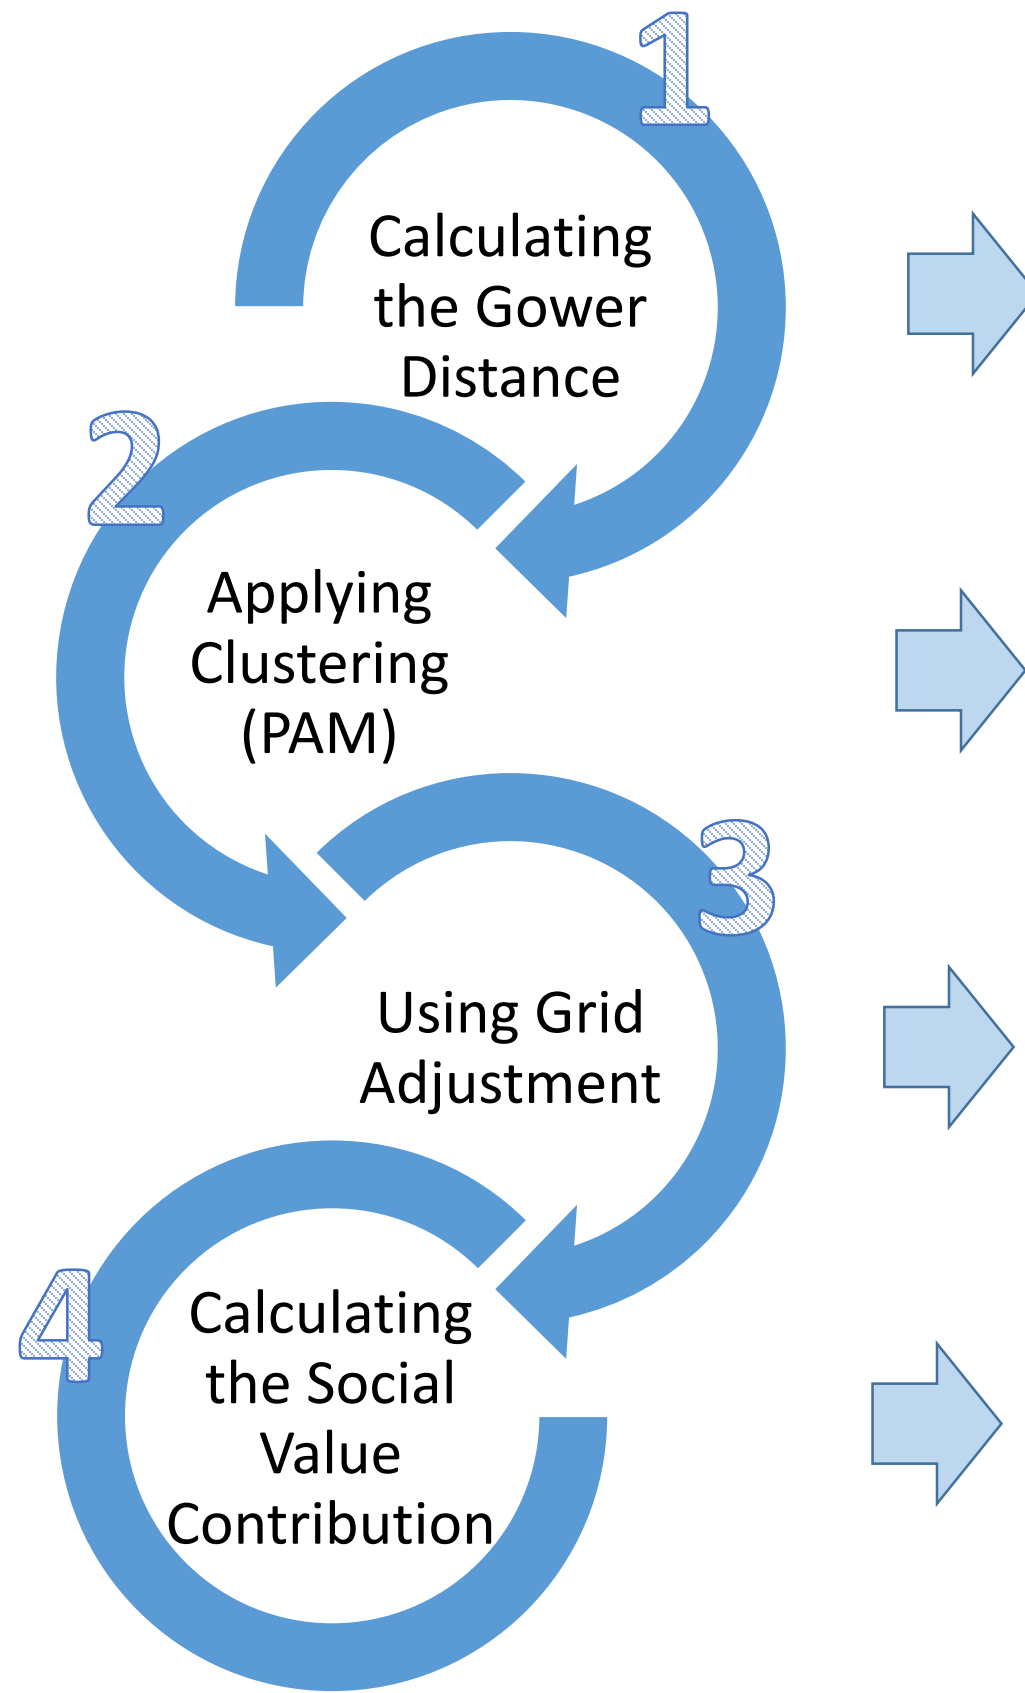 1
Calculating
the Gower
Distance
2
Applying
Clustering
(PAM)
3
Using Grid
Adjustment
4
Calculating
the Social
Value
Contribution